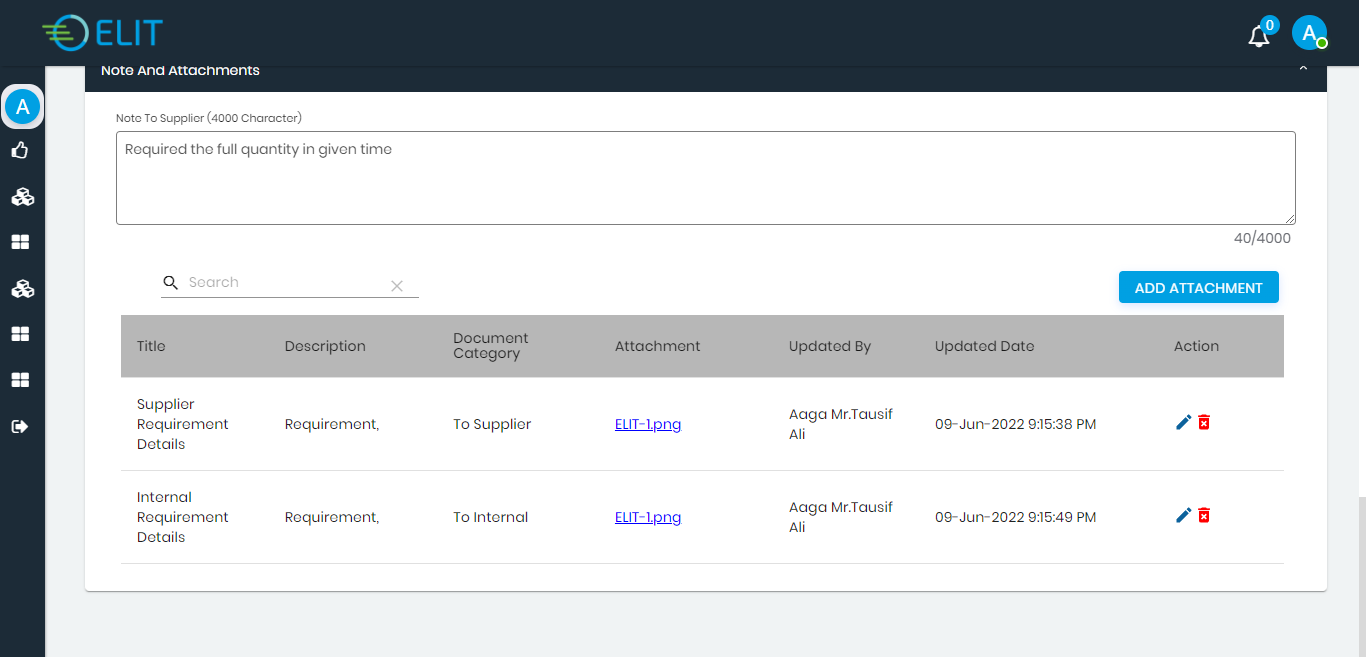 ELIT
0
A
Note And Attachments
A
Note To Supplier (4000 Character)
Required the full quantity in given time
40/4000
Search
ADD ATTACHMENT
Title Description Document Category Attachment Updated By Updated Date Action
Supplier Requirement Details Requirement, To Supplier ELIT-1.png Aaga Mr.Tausif Ali 09-Jun-2022 9:15:38 PM
Internal Requirement Details Requirement, To Internal ELIT-1.png Aaga Mr.Tausif Ali 09-Jun-2022 9:15:49 PM